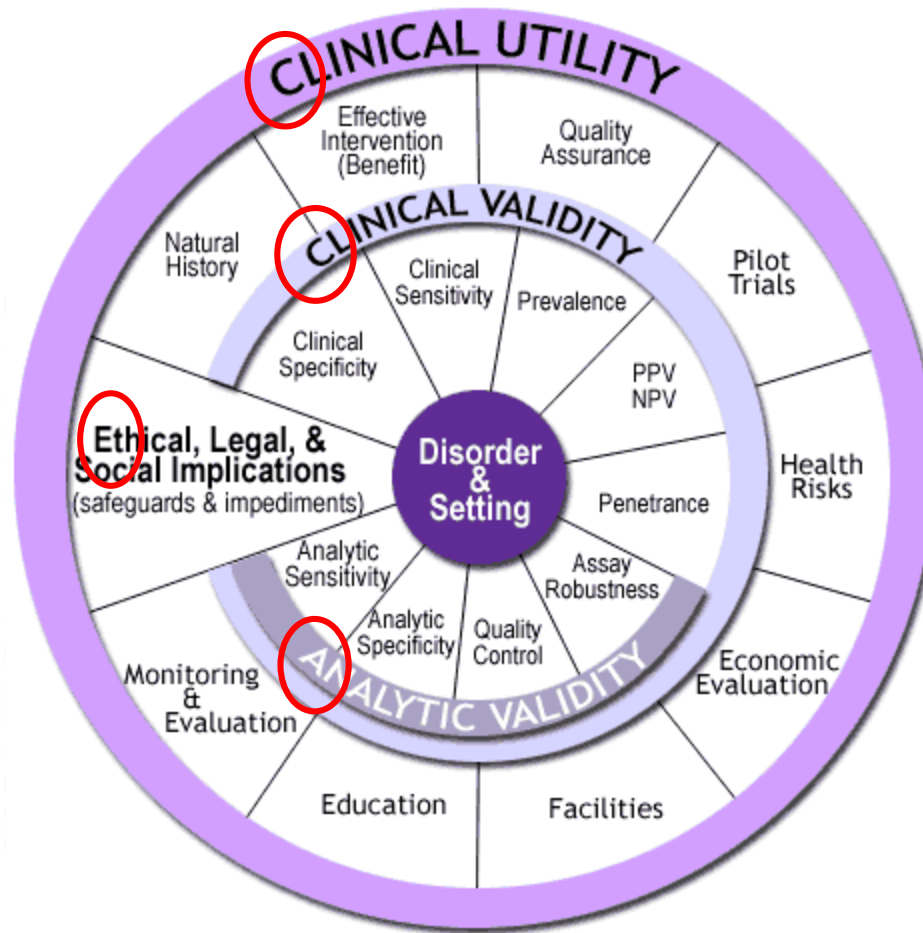 CLINICAL UTILITY
Effective
Intervention
(Benefit)
Quality
Assurance
Natural
History
Pilot
Trials
CLINICAL VALIDITY
Clinical
Sensitivity
Prevalence
Clinical
Specificity
PPV
NPV
Ethical, Legal, &
Social Implications
(safeguards & impediments)
Disorder
&
Setting
Health
Risks
Penetrance
Analytic
Sensitivity
Assay
Robustness
Analytic
Specificity
Quality
Control
ANALYTIC VALIDITY
Monitoring
&
Evaluation
Economic
Evaluation
Education
Facilities